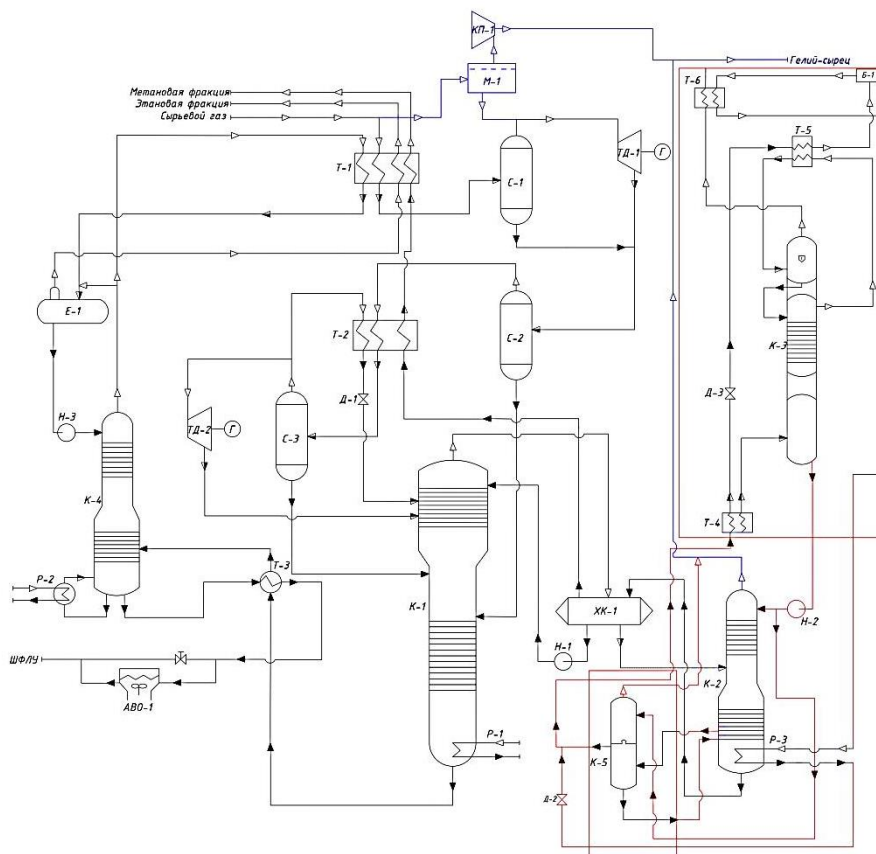 КП-1
Гелий-сырец
М-1
Т-6
Б-1
Метановая фракция
Этановая фракция
Сырьевой газ
Т-5
ТД-1
Г
Т-1
С-1
Е-1
С-2
Т-2
К-3
Д-1
Д-3
Н-3
ТД-2
Г
С-3
К-4
Т-4
Т-3
Р-2
К-1
ХК-1
Н-2
Н-1
ШФЛУ
К-2
АВО-1
Р-1
Р-3
К-5
Д-2